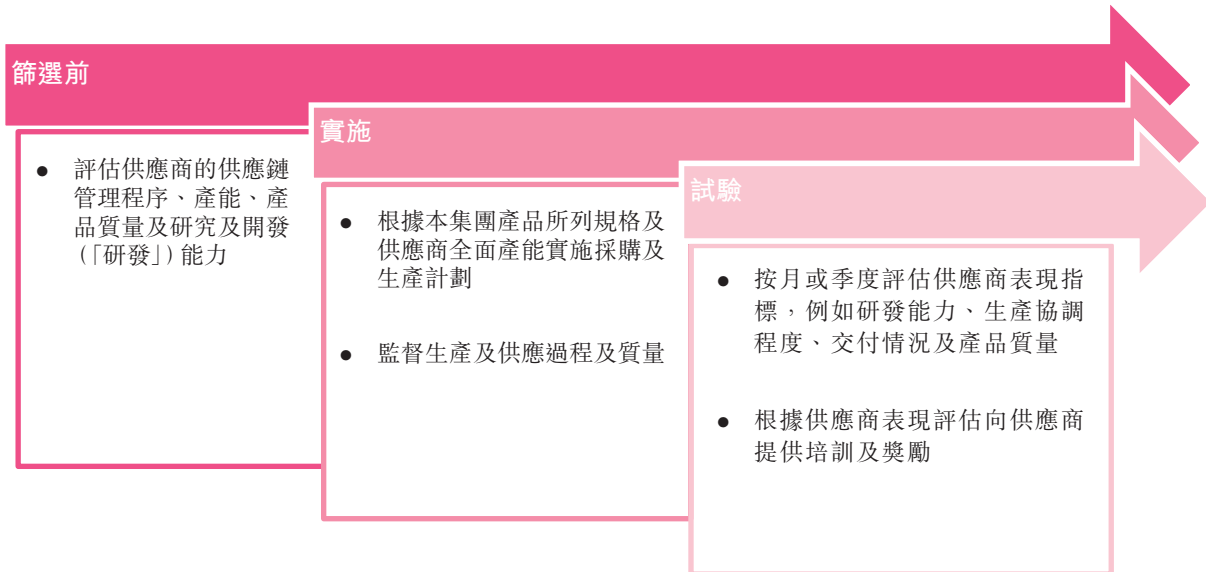 篩選前
● 評估供應商的供應鏈
管理程序、產能、產
品質量及研究及開發
(「研發」)能力
實施
● 根據本集團產品所列規格及
供應商全面產能實施採購及
生產計劃
● 監督生產及供應過程及質量
試驗
● 按月或季度評估供應商表現指
標，例如研發能力、生產協調
程度、交付情況及產品質量
● 根據供應商表現評估向供應商
提供培訓及獎勵